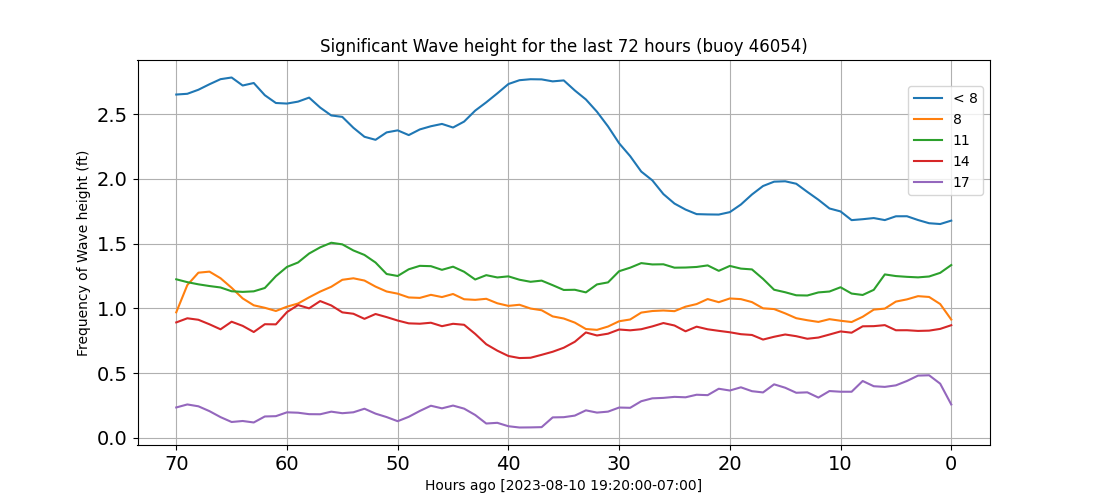 Significant Wave height for the last 72 hours (buoy 46054)
Frequency of Wave height (ft)
2.5
2.0
1.5
1.0
0.5
0.0
< 8
8
11
14
17
70 60 50 40 30 20 10 0
Hours ago [2023-08-10 19:20:00-07:00]